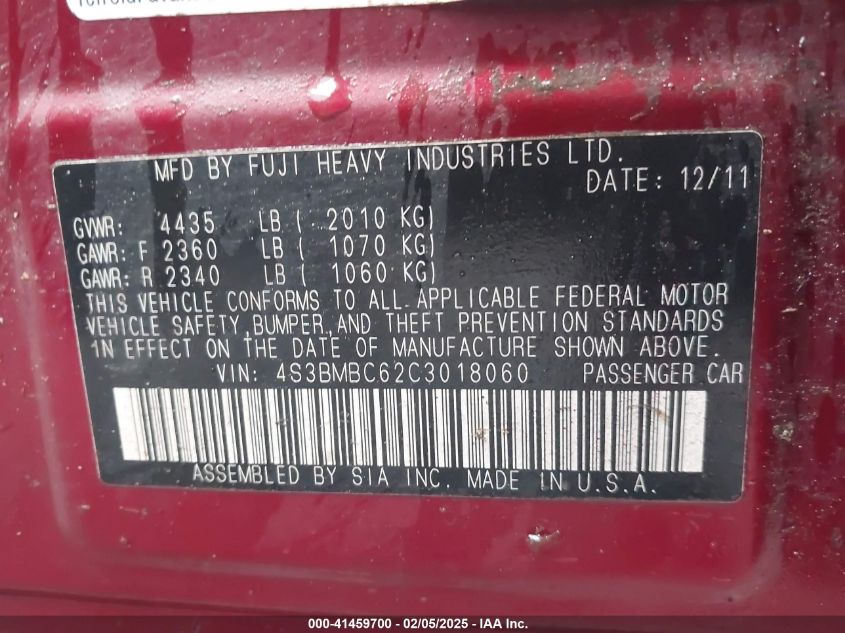 MFD BY FUJI HEAVY INDUSTRIES LTD.
DATE: 12/11
GVWR: 4435 LB ( 2010 KG)
GAWR: F 2360 LB ( 1070 KG)
GAWR: R 2340 LB ( 1060 KG)
THIS VEHICLE CONFORMS TO ALL APPLICABLE FEDERAL MOTOR
VEHICLE SAFETY, BUMPER, AND THEFT PREVENTION STANDARDS
IN EFFECT ON THE DATE OF MANUFACTURE SHOWN ABOVE.
VIN: 4S3BMBC62C3018060 PASSENGER CAR
ASSEMBLED BY SIA INC. MADE IN U.S.A.
000-41459700 - 02/05/2025 - IAA Inc.